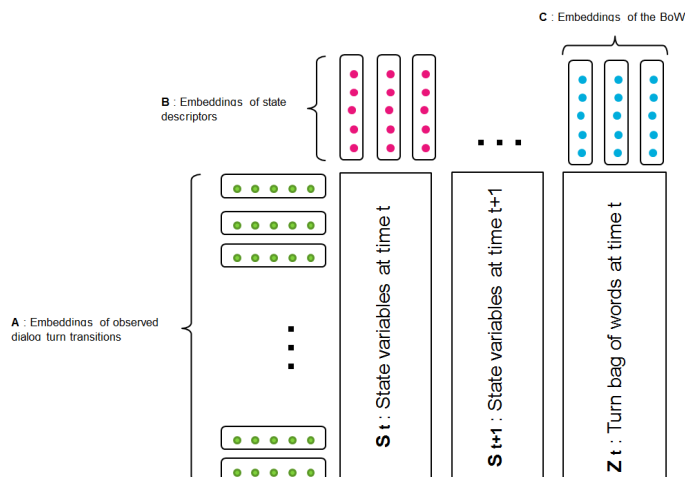 C : Embeddings of the BoW
B : Embeddings of state
descriptors
A : Embeddings of observed
dialog turn transitions
S t : State variables at time t
S t+1 : State variables at time t+1
Z t : Turn bag of words at time t